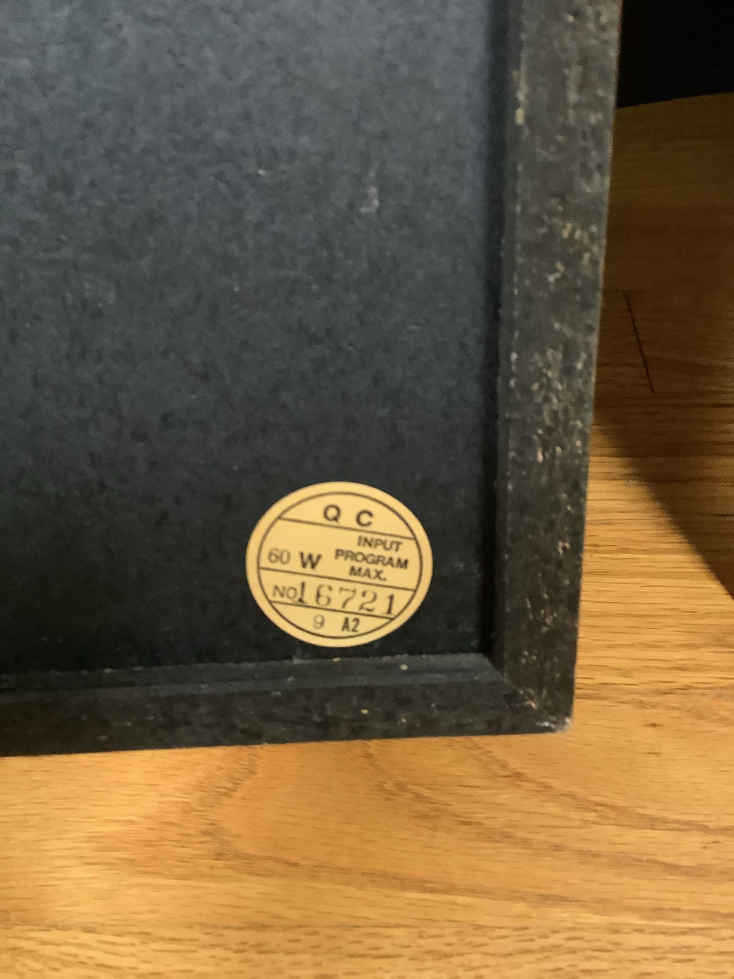 Q C
INPUT
60 W PROGRAM
MAX.
NO.16721
9 A2